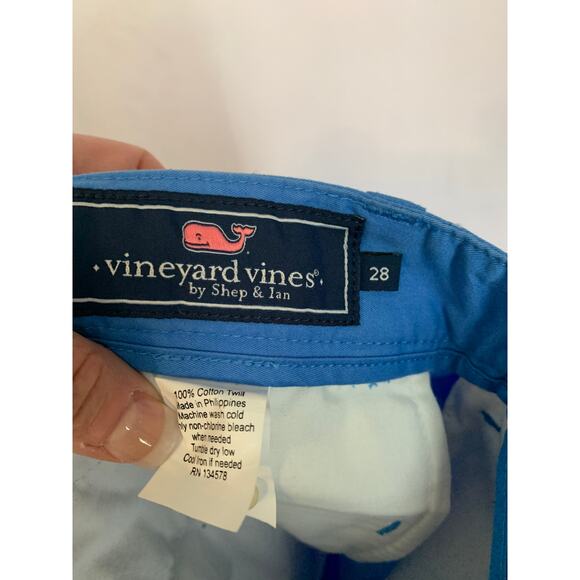 vineyard vines®
by Shep & Ian
28
100% Cotton Twill
Made in Philippines
Machine wash cold
only non-chlorine bleach
when needed
Tumble dry low
Cool Iron if needed
RN 134578